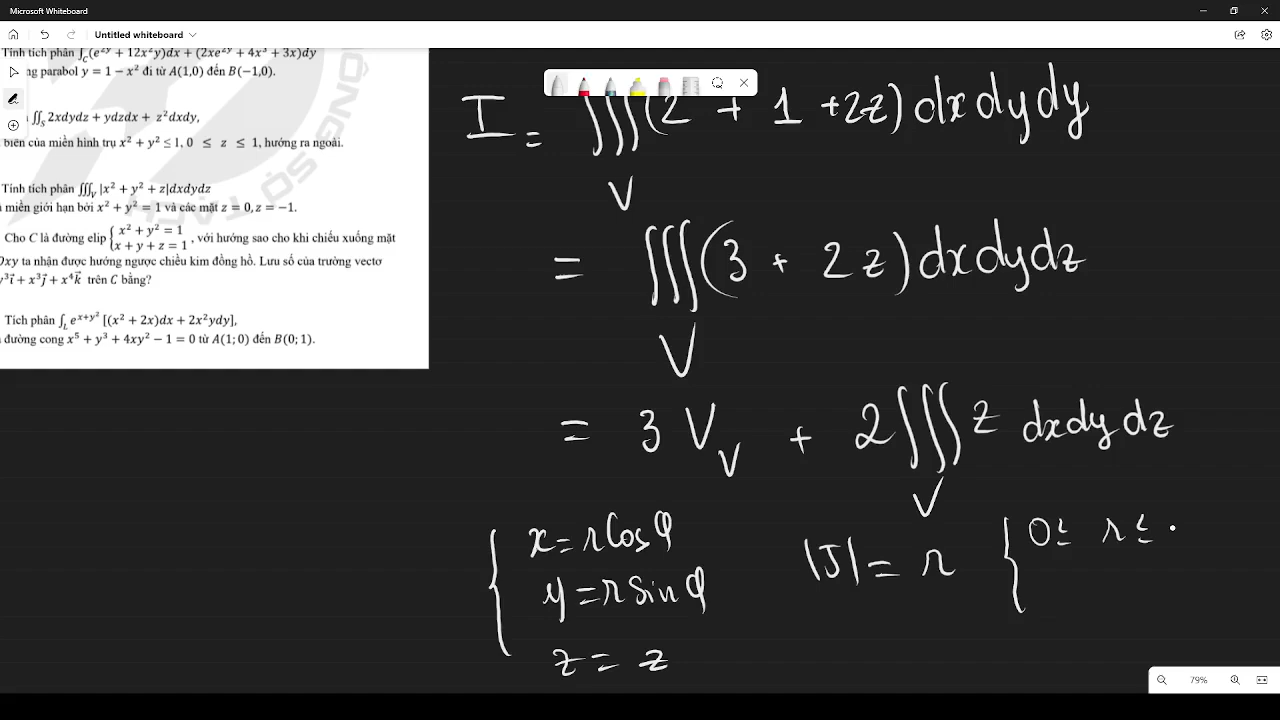 Microsoft Whiteboard
Untitled whiteboard
Tính tích phân ∫_C(e^{2y} + 12x²y)dx + (2xe^{2y} + 4x³ + 3x)dy
ng parabol y = 1 − x² đi từ A(1,0) đến B(−1,0).
∬_S 2xdydz + ydzdx + z²dxdy,
biên của miền hình trụ x² + y² ≤ 1, 0 ≤ z ≤ 1, hướng ra ngoài.
Tính tích phân ∭_V |x² + y² + z|dxdydz
miền giới hạn bởi x² + y² = 1 và các mặt z = 0, z = −1.
Cho C là đường elip { x² + y² = 1
x + y + z = 1 , với hướng sao cho khi chiếu xuống mặt
Oxy ta nhận được hướng ngược chiều kim đồng hồ. Lưu số của trường vectơ
y³i⃗ + x³j⃗ + x⁴k⃗ trên C bằng?
Tích phân ∫_L e^{x+y²} [(x² + 2x)dx + 2x²ydy],
đường cong x⁵ + y³ + 4xy² − 1 = 0 từ A(1; 0) đến B(0; 1).
I = ∭_V (2 + 1 + 2z) dxdydy
= ∭_V (3 + 2z) dxdydz
= 3 V_V + 2∭_V z dxdydz
{ x = rcosφ
y = rsinφ
z = z
|J| = r
{ 0 ≤ r ≤
79%